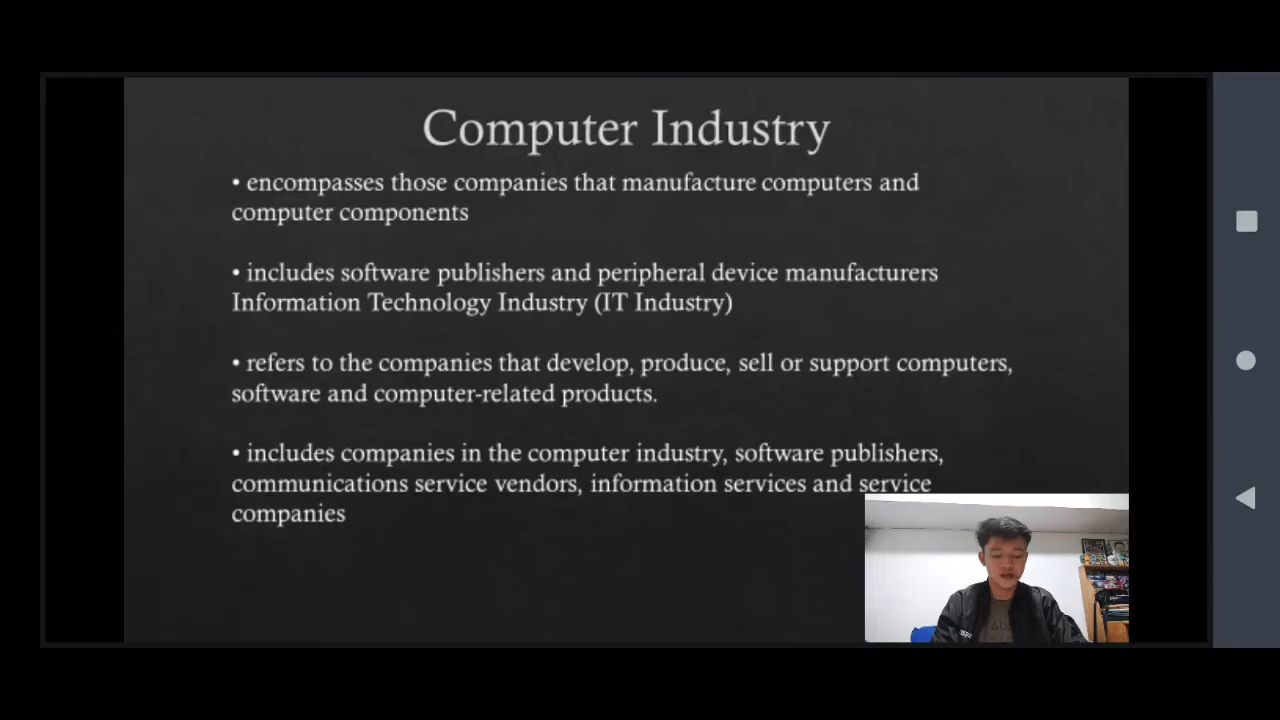 Computer Industry
• encompasses those companies that manufacture computers and
computer components
• includes software publishers and peripheral device manufacturers
Information Technology Industry (IT Industry)
• refers to the companies that develop, produce, sell or support computers,
software and computer-related products.
• includes companies in the computer industry, software publishers,
communications service vendors, information services and service
companies